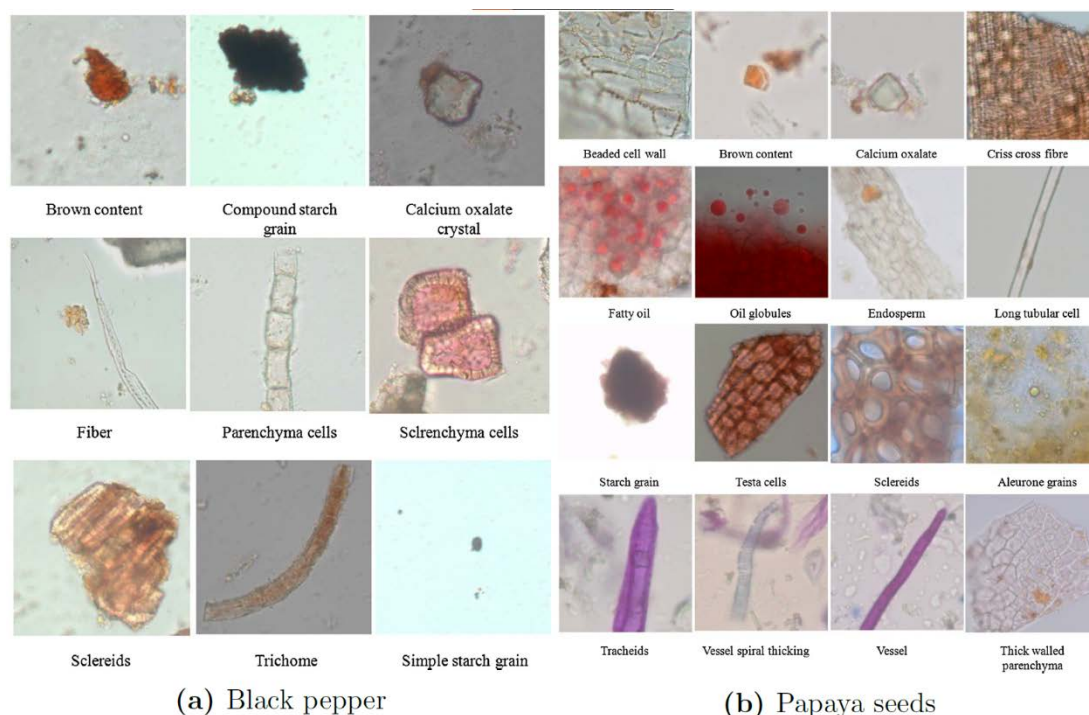 Brown content
Compound starch
grain
Calcium oxalate
crystal
Fiber
Parenchyma cells
Sclrenchyma cells
Sclereids
Trichome
Simple starch grain
(a) Black pepper
Beaded cell wall
Brown content
Calcium oxalate
Criss cross fibre
Fatty oil
Oil globules
Endosperm
Long tubular cell
Starch grain
Testa cells
Sclereids
Aleurone grains
Tracheids
Vessel spiral thicking
Vessel
Thick walled
parenchyma
(b) Papaya seeds